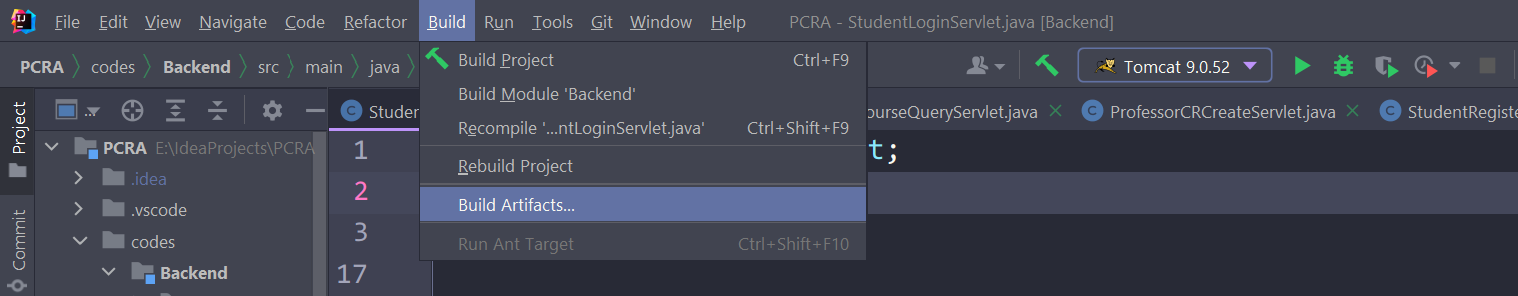 File Edit View Navigate Code Refactor Build Run Tools Git Window Help PCRA - StudentLoginServlet.java [Backend]
PCRA codes Backend src main java
Build Project Ctrl+F9
Tomcat 9.0.52
Build Module 'Backend'
Recompile '...ntLoginServlet.java' Ctrl+Shift+F9
Rebuild Project
Build Artifacts...
Run Ant Target Ctrl+Shift+F10
Project
Commit
...
Studen
ourseQueryServlet.java ProfessorCRCreateServlet.java StudentRegiste
PCRA E:\IdeaProjects\PCRA
.idea
.vscode
codes
Backend
1 t;
2
3
17